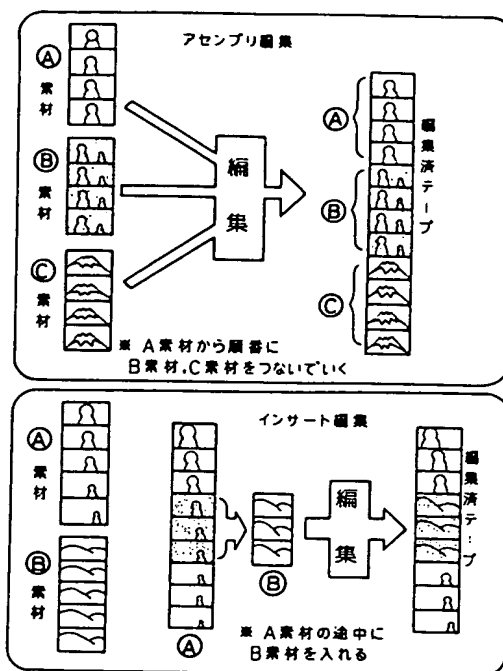 アセンブリ編集
Ⓐ
素材
Ⓑ
素材
Ⓒ
素材
編集
Ⓐ
Ⓑ
Ⓒ
編集済テープ
※ A素材から順番に
B素材,C素材をつないでいく
インサート編集
Ⓐ
素材
Ⓑ
素材
Ⓐ
Ⓑ
編集
編集済テープ
※ A素材の途中に
B素材を入れる